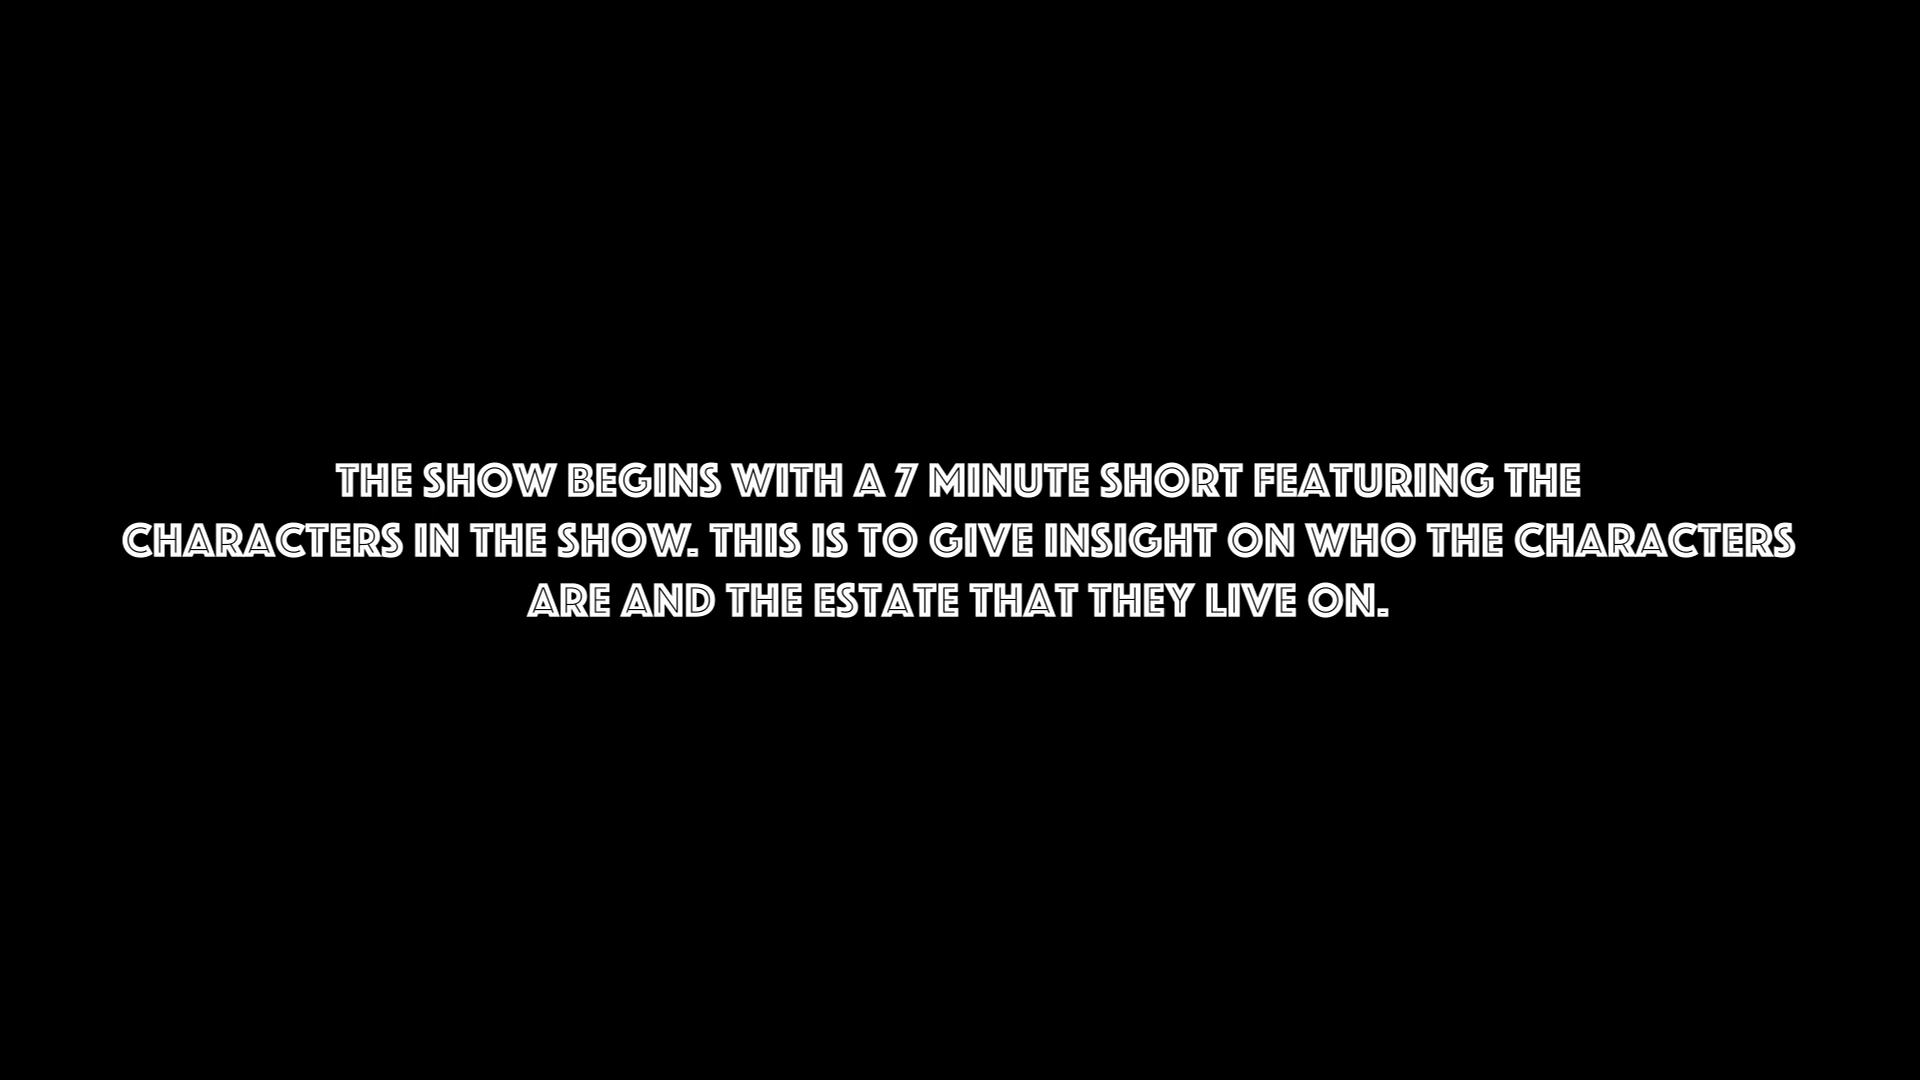 THE SHOW BEGINS WITH A 7 MINUTE SHORT FEATURING THE
CHARACTERS IN THE SHOW. THIS IS TO GIVE INSIGHT ON WHO THE CHARACTERS
ARE AND THE ESTATE THAT THEY LIVE ON.